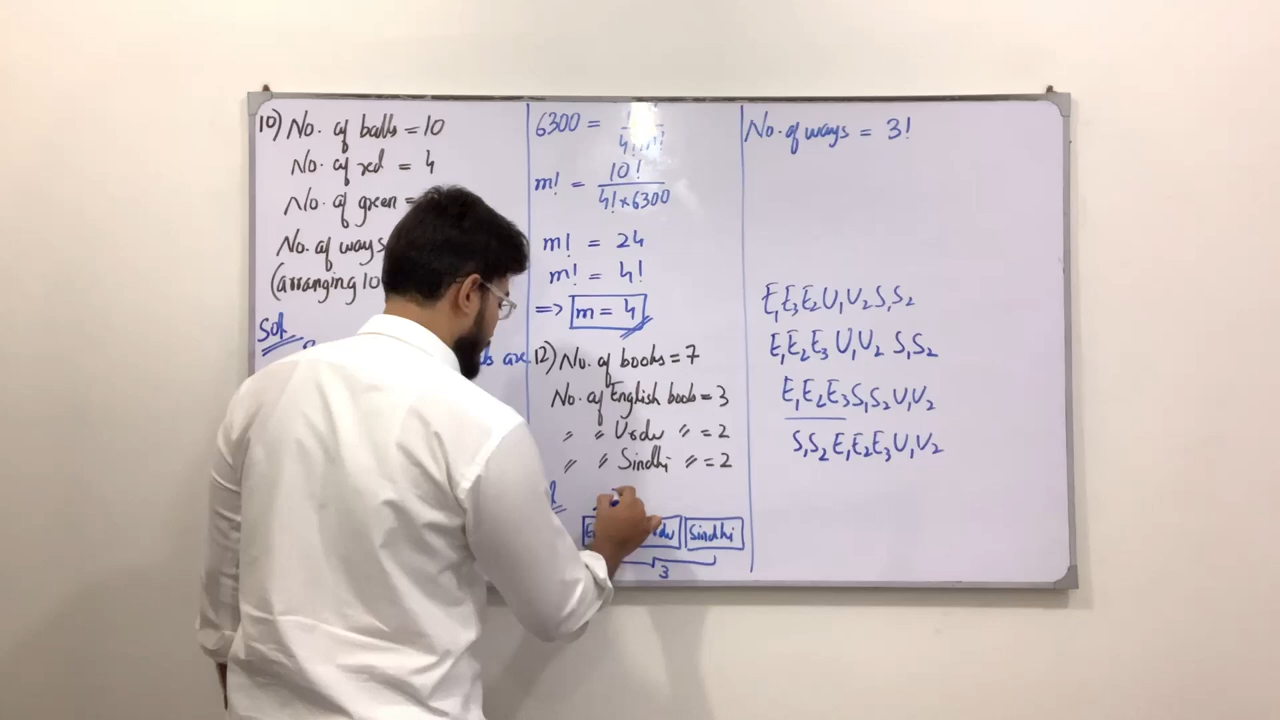 10) No. of balls = 10
No. of red = 4
No. of green =
No. of ways
(arranging 10
Sol
are
6300 = 4! m!
m! = 10! / 4! × 6300
m! = 24
m! = 4!
=> m = 4
12) No. of books = 7
No. of English books = 3
〃 〃 Urdu 〃 = 2
〃 〃 Sindhi 〃 = 2
Sindhi
3
No. of ways = 3!
E₁E₃E₂U₁U₂S₁S₂
E₁E₂E₃ U₁U₂ S₁S₂
E₁E₂E₃S₁S₂U₁U₂
S₁S₂E₁E₂E₃U₁U₂